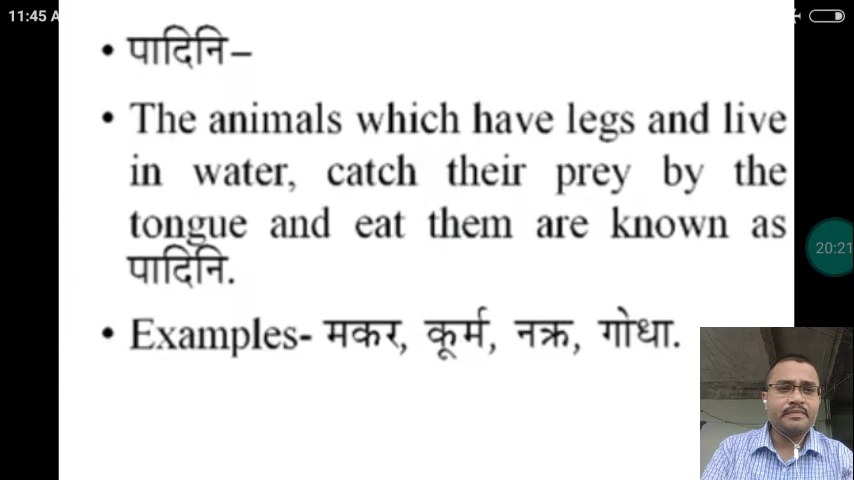 11:45 A
• पादिनि–
• The animals which have legs and live
in water, catch their prey by the
tongue and eat them are known as
पादिनि.
• Examples- मकर, कूर्म, नक्र, गोधा.
20:21